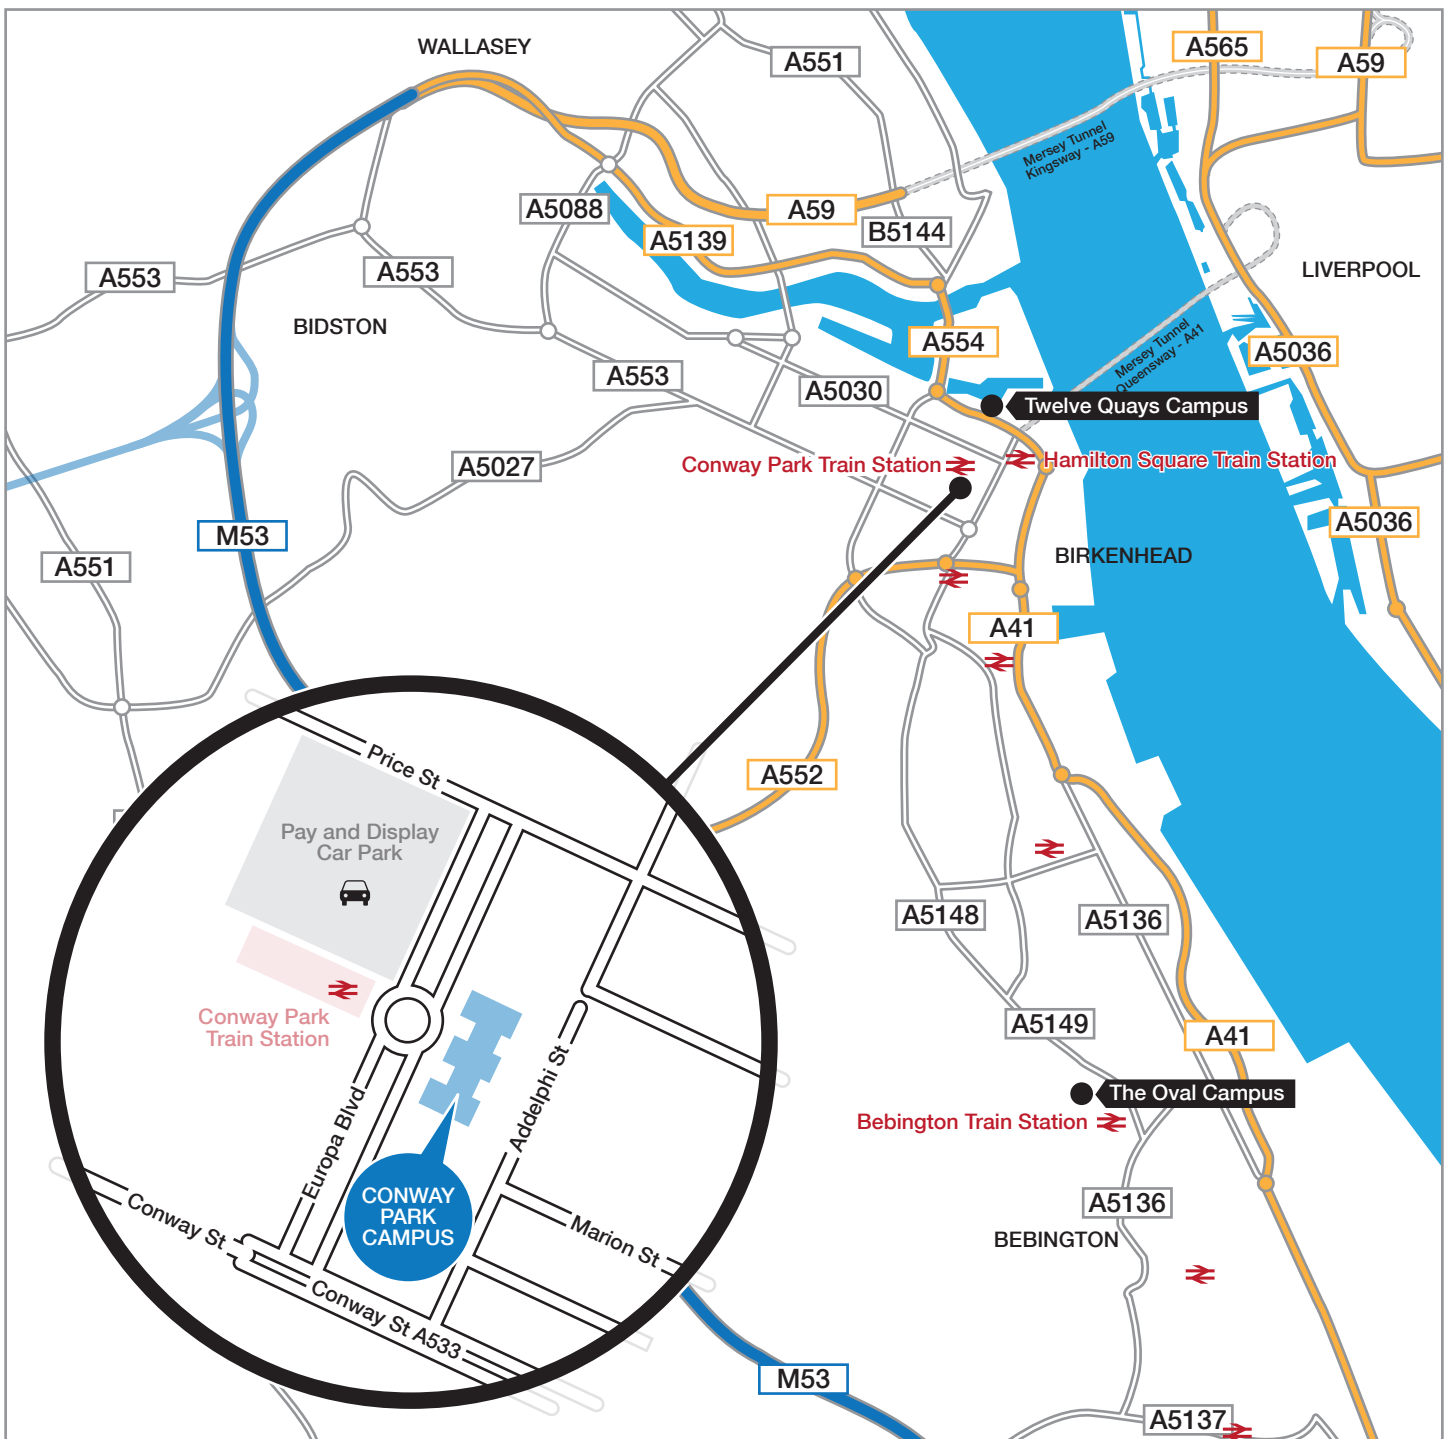 WALLASEY
A551
A565
A59
Mersey Tunnel
Kingsway - A59
A5088
A59
A5139
B5144
LIVERPOOL
A553
A553
BIDSTON
A554
Mersey Tunnel
Queensway - A41
A5036
A553
A5030
Twelve Quays Campus
Conway Park Train Station
Hamilton Square Train Station
A5027
M53
A5036
A551
BIRKENHEAD
A41
A552
Price St
Pay and Display
Car Park
A5148
A5136
Conway Park
Train Station
A5149
A41
Addelphi St
Europa Blvd
The Oval Campus
Bebington Train Station
CONWAY
PARK
CAMPUS
A5136
Conway St
Marion St
BEBINGTON
Conway St A533
M53
A5137